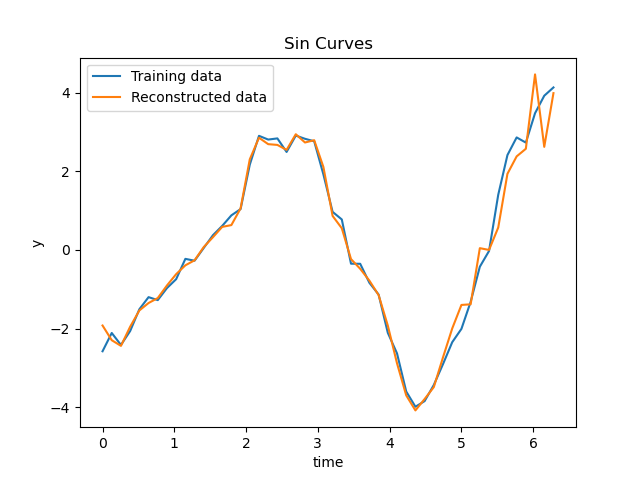 Sin Curves
Training data
Reconstructed data
y
4
2
0
−2
−4
0 1 2 3 4 5 6
time